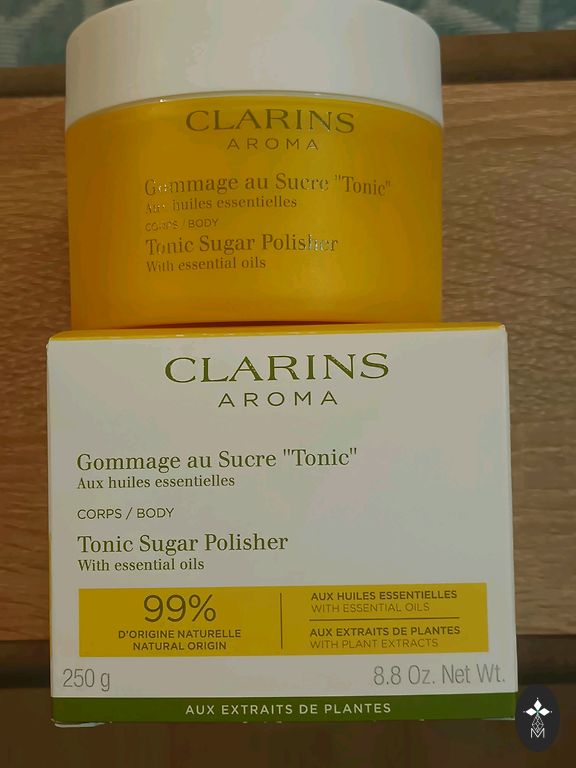 CLARINS
AROMA
Gommage au Sucre "Tonic"
Aux huiles essentielles
CORPS / BODY
Tonic Sugar Polisher
With essential oils
CLARINS
AROMA
Gommage au Sucre "Tonic"
Aux huiles essentielles
CORPS / BODY
Tonic Sugar Polisher
With essential oils
99%
D'ORIGINE NATURELLE
NATURAL ORIGIN
AUX HUILES ESSENTIELLES
WITH ESSENTIAL OILS
AUX EXTRAITS DE PLANTES
WITH PLANT EXTRACTS
250 g
8.8 Oz. Net Wt.
AUX EXTRAITS DE PLANTES
M